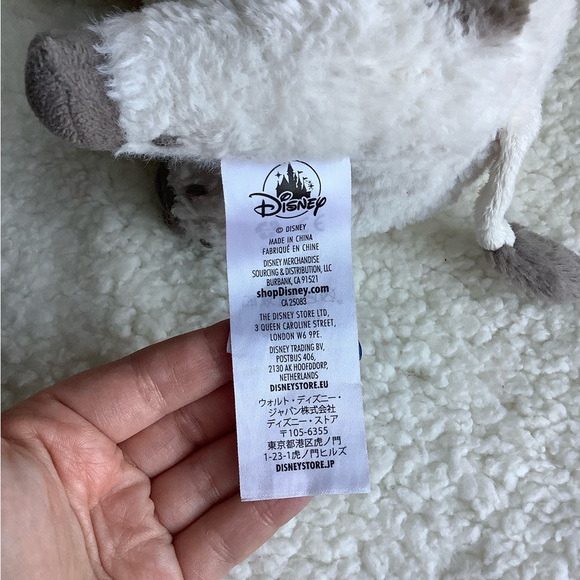 Disney
© DISNEY
MADE IN CHINA
FABRIQUÉ EN CHINE
DISNEY MERCHANDISE
SOURCING & DISTRIBUTION, LLC
BURBANK, CA 91521
shopDisney.com
CA 25083
THE DISNEY STORE LTD,
3 QUEEN CAROLINE STREET,
LONDON W6 9PE.
DISNEY TRADING BV,
POSTBUS 406,
2130 AK HOOFDDORP,
NETHERLANDS
DISNEYSTORE.EU
ウォルト・ディズニー・
ジャパン株式会社
ディズニー・ストア
〒105-6355
東京都港区虎ノ門
1-23-1虎ノ門ヒルズ
DISNEYSTORE.JP